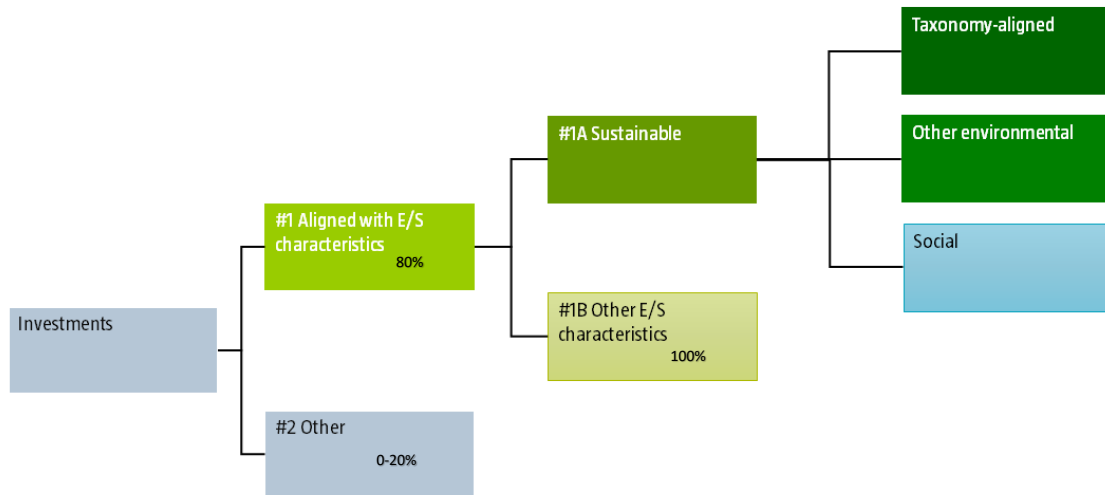 Taxonomy-aligned
#1A Sustainable
Other environmental
#1 Aligned with E/S
characteristics
80%
Social
Investments
#1B Other E/S
characteristics
100%
#2 Other
0-20%